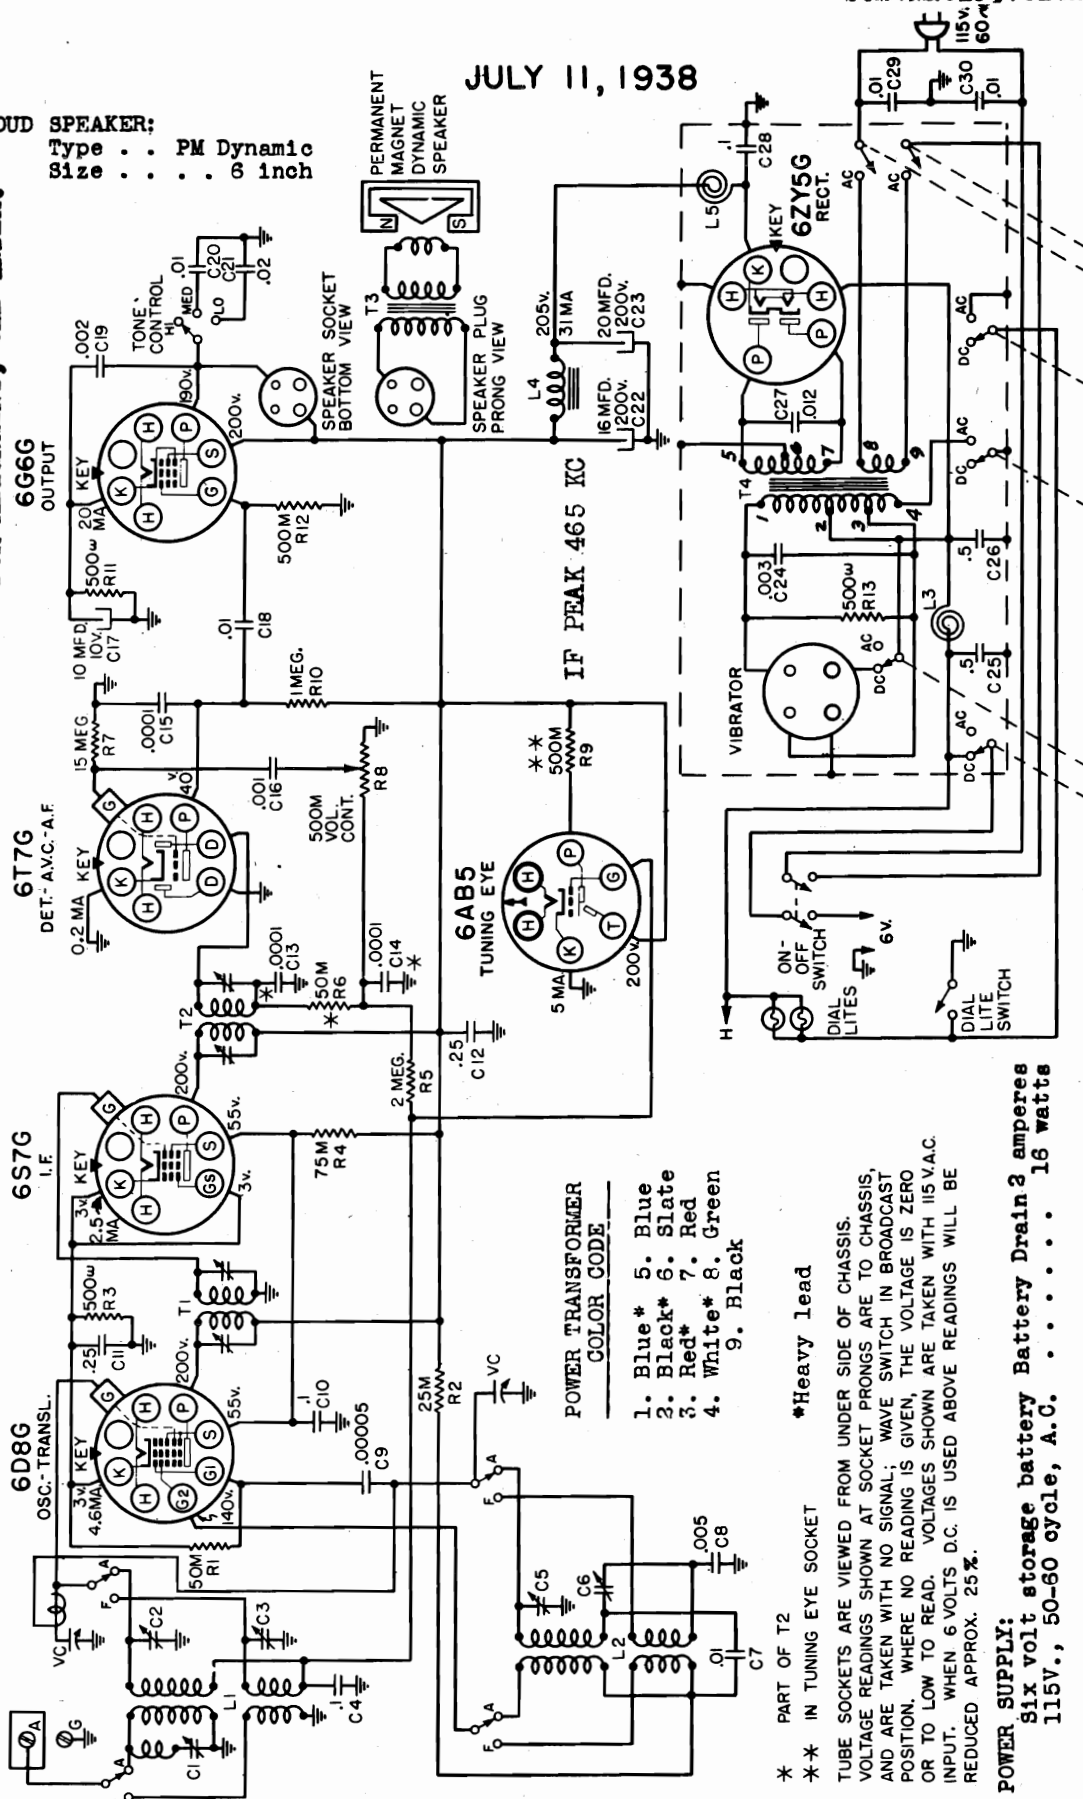 JULY 11, 1938
SPEAKER:
Type . . PM Dynamic
Size . . . . . 6 inch
115V.
60
6G6G
OUTPUT
KEY
20
MA
190V.
200V.
K
H
P
S
G
H
.002
C19
TONE
CONTROL
HI
MED
LO
.01
C20
C21
.02
PERMANENT
MAGNET
DYNAMIC
SPEAKER
N
S
T3
SPEAKER SOCKET
BOTTOM VIEW
SPEAKER PLUG
PRONG VIEW
500ω
R11
10 MFD.
10V.
C17
500M
R12
.01
C18
1MEG.
R10
205V.
31 MA
L4
16 MFD.
200V.
C22
20 MFD.
200V.
C23
L5
.1
C28
6ZY5G
RECT.
KEY
H
K
H
P
P
C27
.012
T4
1
2
3
4
5
6
7
8
9
AC
AC
.01
C29
C30
.01
DC
AC
DC
AC
.003
C24
500ω
R13
VIBRATOR
AC
DC
L3
.5
C26
.5
C25
AC
DC
IF PEAK 465 KC
6T7G
DET.- A.V.C.- A.F.
0.2 MA
KEY
40
V.
G
K
H
P
D
D
H
15 MEG
R7
.0001
C15
.001
C16
500M
VOL.
CONT.
R8
6AB5
TUNING EYE
5 MA
200V.
H
H
P
G
T
K
**
500M
R9
T2
*
.0001
C13
50M
R6
*
.0001
C14
*
2 MEG.
R5
.25
C12
6S7G
I.F.
KEY
3V.
2.5
MA
200V.
55V.
3V.
G
K
H
P
S
GS
H
75M
R4
500ω
R3
.25
C11
T1
6D8G
OSC.-TRANSL.
KEY
3V.
4.6MA
200V.
55V.
140V.
G
K
H
P
S
G1
G2
H
.1
C10
.00005
C9
25M
R2
50M
R1
VC
A
F
VC
A
F
A
G
C1
A
C2
C3
L1
.1
C4
C5
C6
L2
.005
C8
.01
C7
A
F
H
DIAL
LITES
ON-
OFF
SWITCH
6V.
DIAL
LITE
SWITCH
POWER TRANSFORMER
COLOR CODE
1. Blue* 5. Blue
2. Black* 6. Slate
3. Red* 7. Red
4. White* 8. Green
9. Black
*Heavy lead
* PART OF T2
** IN TUNING EYE SOCKET
TUBE SOCKETS ARE VIEWED FROM UNDER SIDE OF CHASSIS.
VOLTAGE READINGS SHOWN AT SOCKET PRONGS ARE TO CHASSIS,
AND ARE TAKEN WITH NO SIGNAL; WAVE SWITCH IN BROADCAST
POSITION. WHERE NO READING IS GIVEN, THE VOLTAGE IS ZERO
OR TO LOW TO READ. VOLTAGES SHOWN ARE TAKEN WITH 115 V.A.C.
INPUT. WHEN 6 VOLTS D.C. IS USED ABOVE READINGS WILL BE
REDUCED APPROX. 25%.
POWER SUPPLY:
Six volt storage battery Battery Drain 3 amperes
115V., 50-60 cycle, A.C. . . . . . . . 16 watts